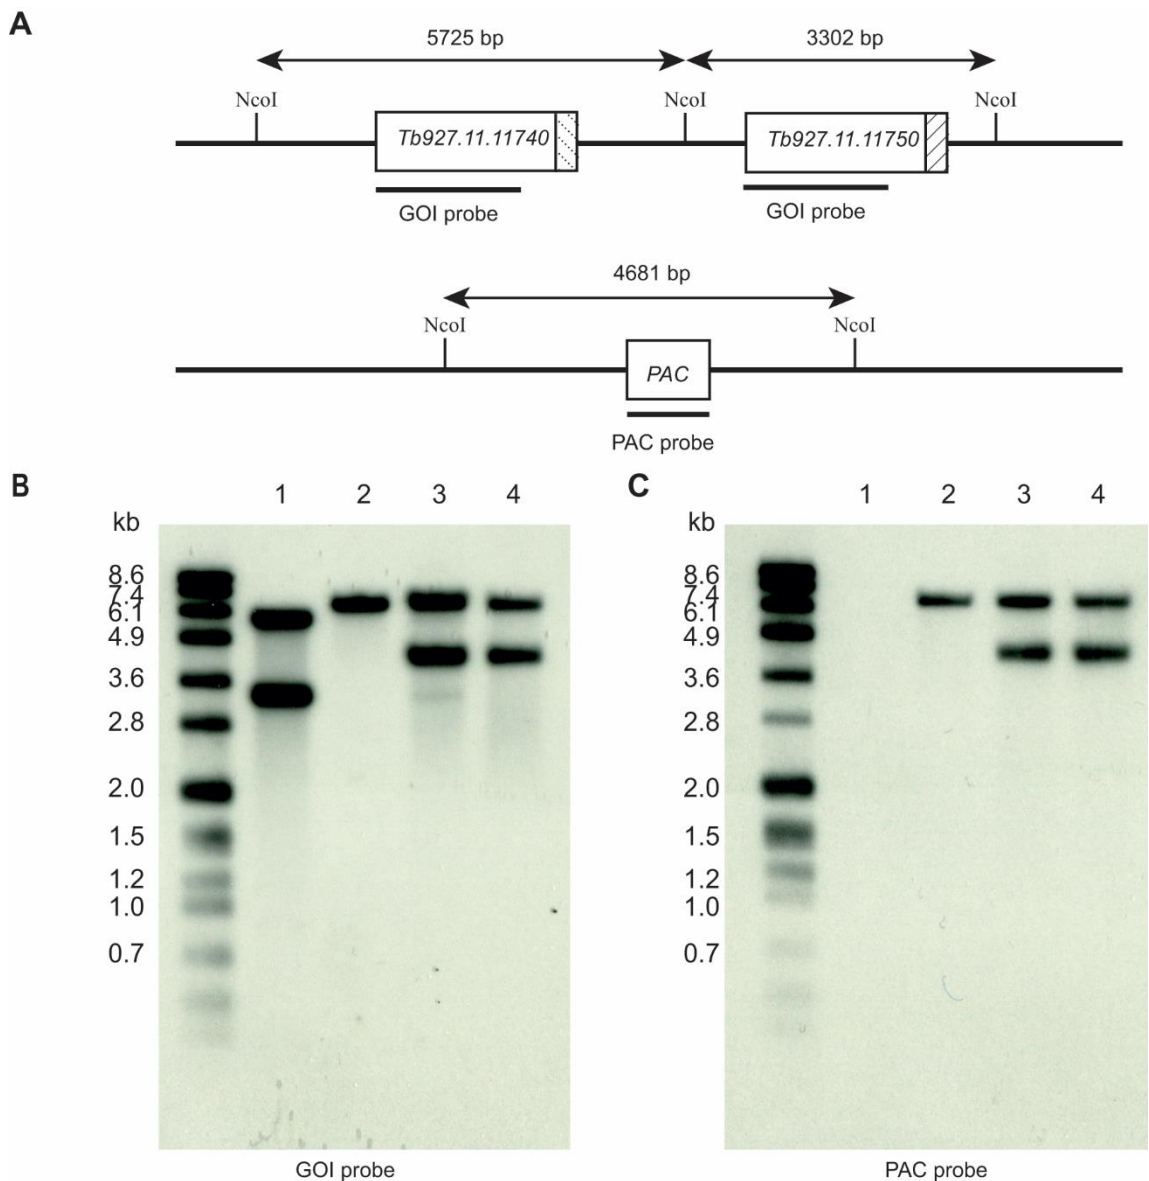 A
5725 bp 3302 bp
NcoI NcoI NcoI
Tb927.11.11740 Tb927.11.11750
GOI probe GOI probe
4681 bp
NcoI NcoI
PAC
PAC probe
B
1 2 3 4
kb
8.6
7.4
6.1
4.9
3.6
2.8
2.0
1.5
1.2
1.0
0.7
GOI probe
C
1 2 3 4
kb
8.6
7.4
6.1
4.9
3.6
2.8
2.0
1.5
1.2
1.0
0.7
PAC probe